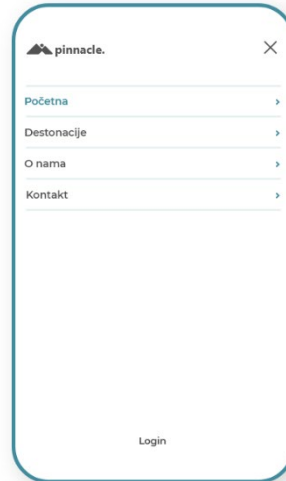 pinnacle.
Početna
Destonacije
O nama
Kontakt
Login